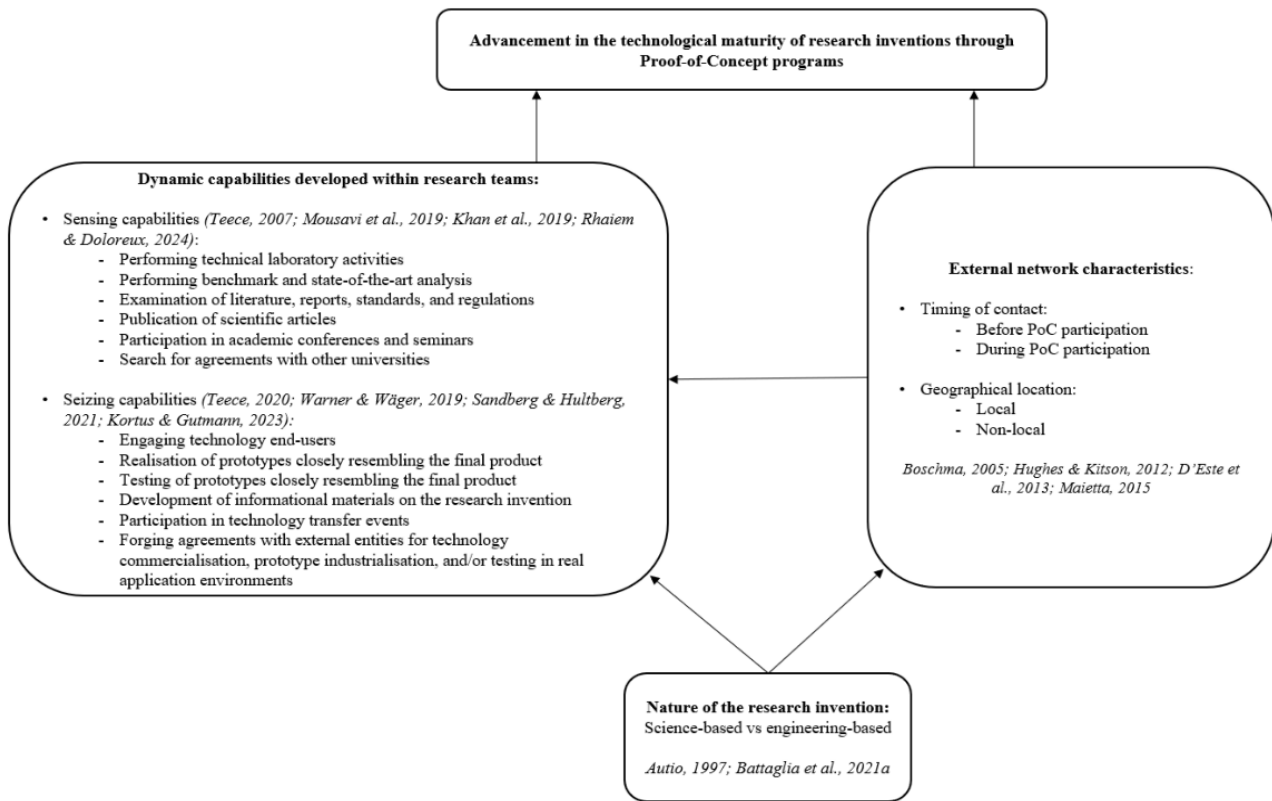 Advancement in the technological maturity of research inventions through
Proof-of-Concept programs
Dynamic capabilities developed within research teams:
• Sensing capabilities (Teece, 2007; Mousavi et al., 2019; Khan et al., 2019; Rhaiem
& Doloreux, 2024):
- Performing technical laboratory activities
- Performing benchmark and state-of-the-art analysis
- Examination of literature, reports, standards, and regulations
- Publication of scientific articles
- Participation in academic conferences and seminars
- Search for agreements with other universities
• Seizing capabilities (Teece, 2020; Warner & Wäger, 2019; Sandberg & Hultberg,
2021; Kortus & Gutmann, 2023):
- Engaging technology end-users
- Realisation of prototypes closely resembling the final product
- Testing of prototypes closely resembling the final product
- Development of informational materials on the research invention
- Participation in technology transfer events
- Forging agreements with external entities for technology
commercialisation, prototype industrialisation, and/or testing in real
application environments
External network characteristics:
• Timing of contact:
- Before PoC participation
- During PoC participation
• Geographical location:
- Local
- Non-local
Boschma, 2005; Hughes & Kitson, 2012; D’Este et
al., 2013; Maietta, 2015
Nature of the research invention:
Science-based vs engineering-based
Autio, 1997; Battaglia et al., 2021a